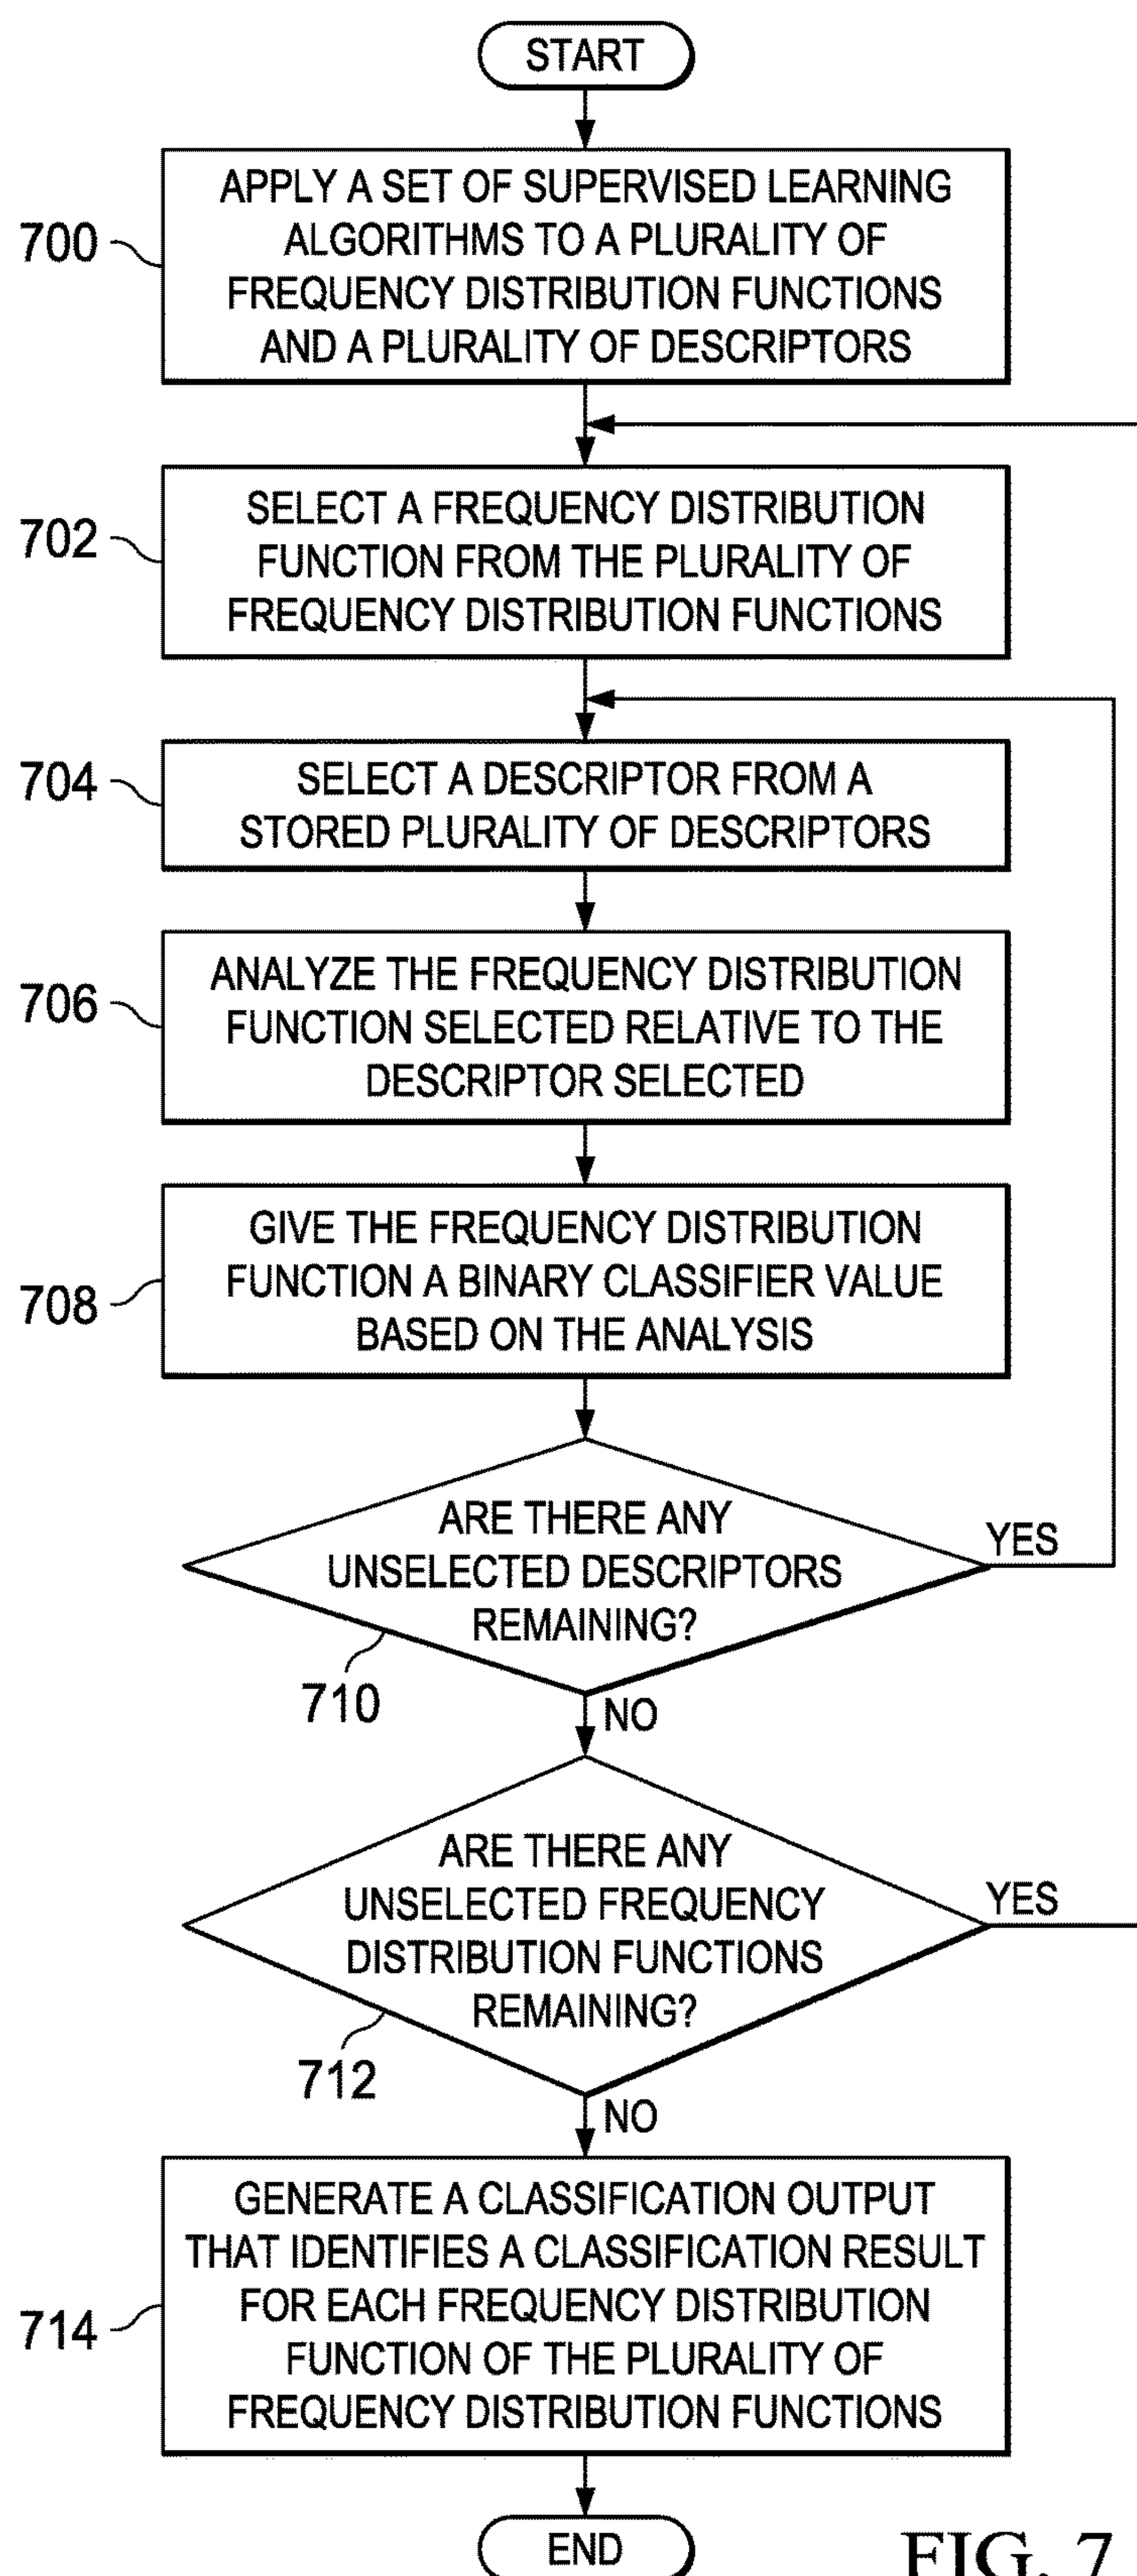 START
700
APPLY A SET OF SUPERVISED LEARNING
ALGORITHMS TO A PLURALITY OF
FREQUENCY DISTRIBUTION FUNCTIONS
AND A PLURALITY OF DESCRIPTORS
702
SELECT A FREQUENCY DISTRIBUTION
FUNCTION FROM THE PLURALITY OF
FREQUENCY DISTRIBUTION FUNCTIONS
704
SELECT A DESCRIPTOR FROM A
STORED PLURALITY OF DESCRIPTORS
706
ANALYZE THE FREQUENCY DISTRIBUTION
FUNCTION SELECTED RELATIVE TO THE
DESCRIPTOR SELECTED
708
GIVE THE FREQUENCY DISTRIBUTION
FUNCTION A BINARY CLASSIFIER VALUE
BASED ON THE ANALYSIS
ARE THERE ANY
UNSELECTED DESCRIPTORS
REMAINING?
YES
710
NO
ARE THERE ANY
UNSELECTED FREQUENCY
DISTRIBUTION FUNCTIONS
REMAINING?
YES
712
NO
714
GENERATE A CLASSIFICATION OUTPUT
THAT IDENTIFIES A CLASSIFICATION RESULT
FOR EACH FREQUENCY DISTRIBUTION
FUNCTION OF THE PLURALITY OF
FREQUENCY DISTRIBUTION FUNCTIONS
END
FIG. 7